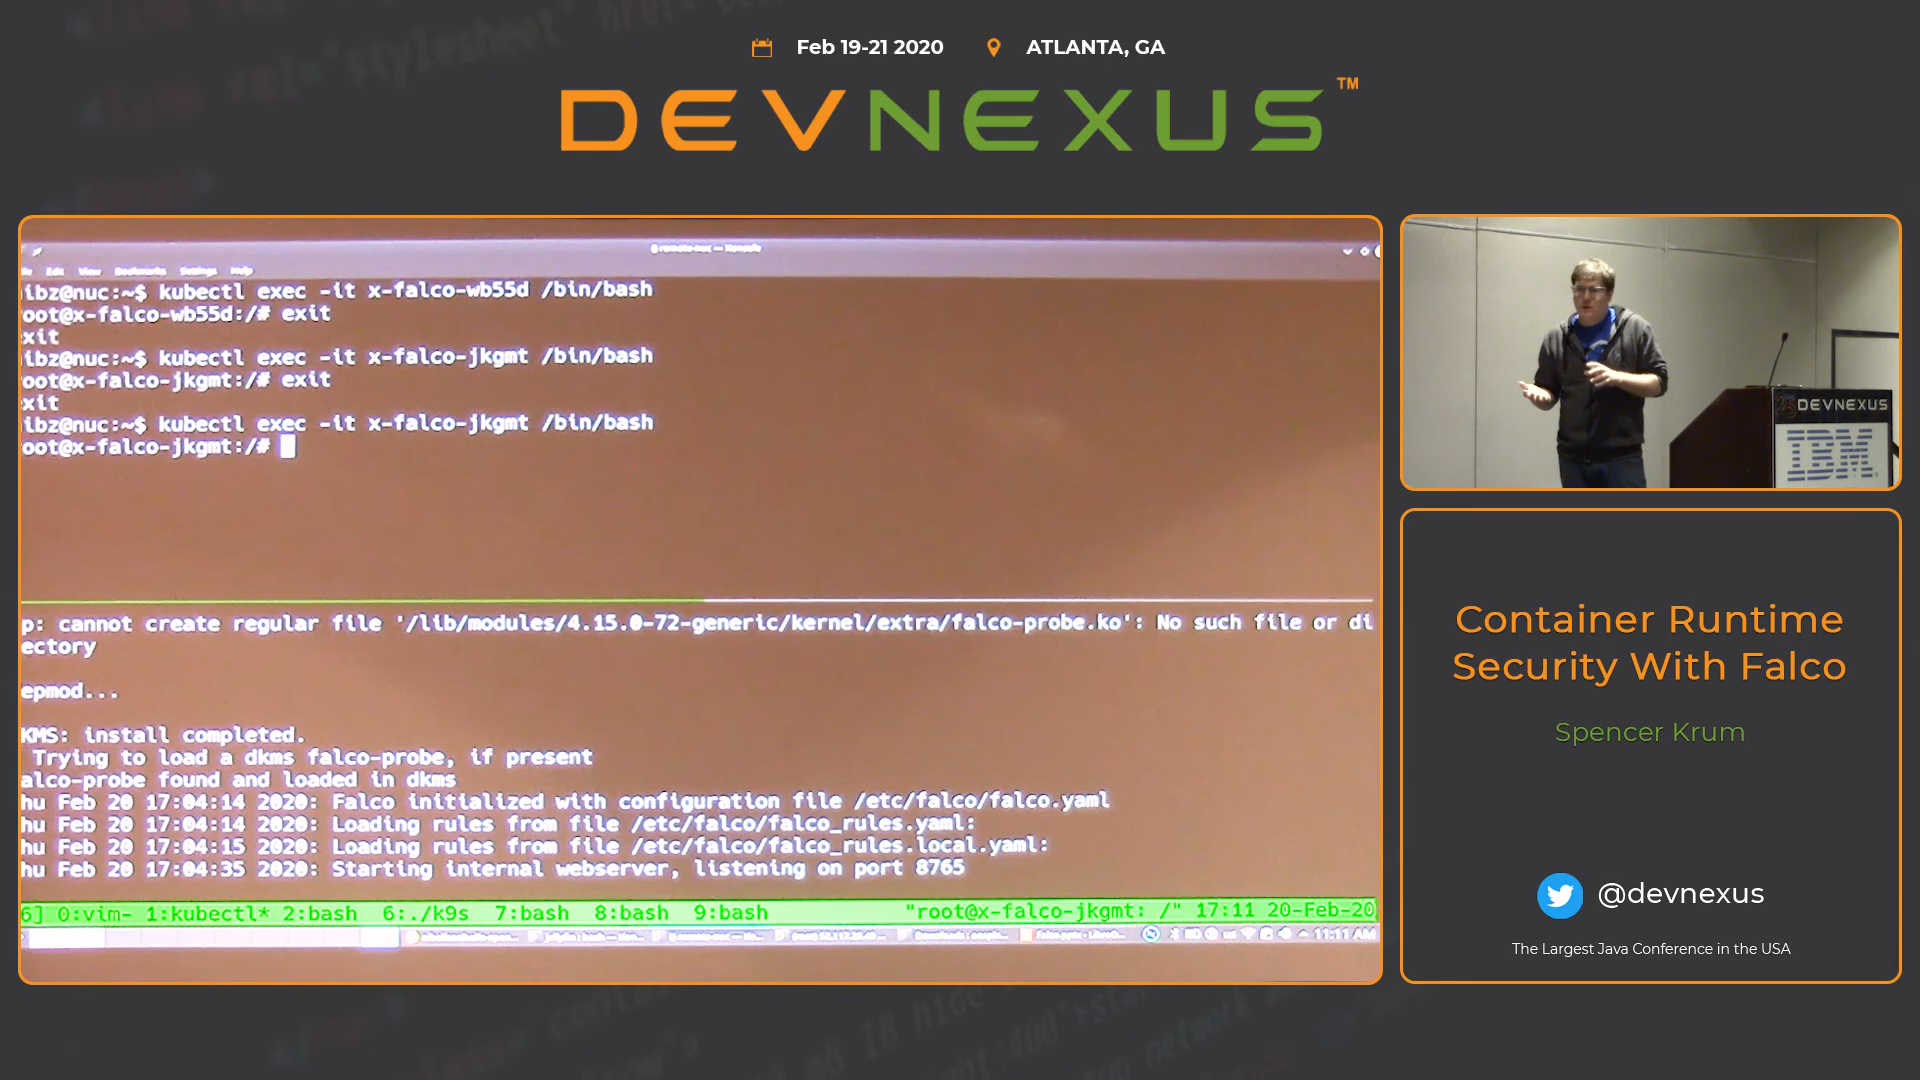 Feb 19-21 2020 ATLANTA, GA
DEVNEXUS™
Edit View Bookmarks Settings Help
ibz@nuc:~$ kubectl exec -it x-falco-wb55d /bin/bash
oot@x-falco-wb55d:/# exit
xit
ibz@nuc:~$ kubectl exec -it x-falco-jkgmt /bin/bash
oot@x-falco-jkgmt:/# exit
xit
ibz@nuc:~$ kubectl exec -it x-falco-jkgmt /bin/bash
oot@x-falco-jkgmt:/#
p: cannot create regular file '/lib/modules/4.15.0-72-generic/kernel/extra/falco-probe.ko': No such file or di
ectory
epmod...
KMS: install completed.
Trying to load a dkms falco-probe, if present
alco-probe found and loaded in dkms
hu Feb 20 17:04:14 2020: Falco initialized with configuration file /etc/falco/falco.yaml
hu Feb 20 17:04:14 2020: Loading rules from file /etc/falco/falco_rules.yaml:
hu Feb 20 17:04:15 2020: Loading rules from file /etc/falco/falco_rules.local.yaml:
hu Feb 20 17:04:35 2020: Starting internal webserver, listening on port 8765
6] 0:vim- 1:kubectl* 2:bash 6:./k9s 7:bash 8:bash 9:bash "root@x-falco-jkgmt: /" 17:11 20-Feb-20
11:11 AM
DEVNEXUS
IBM
Container Runtime
Security With Falco
Spencer Krum
@devnexus
The Largest Java Conference in the USA